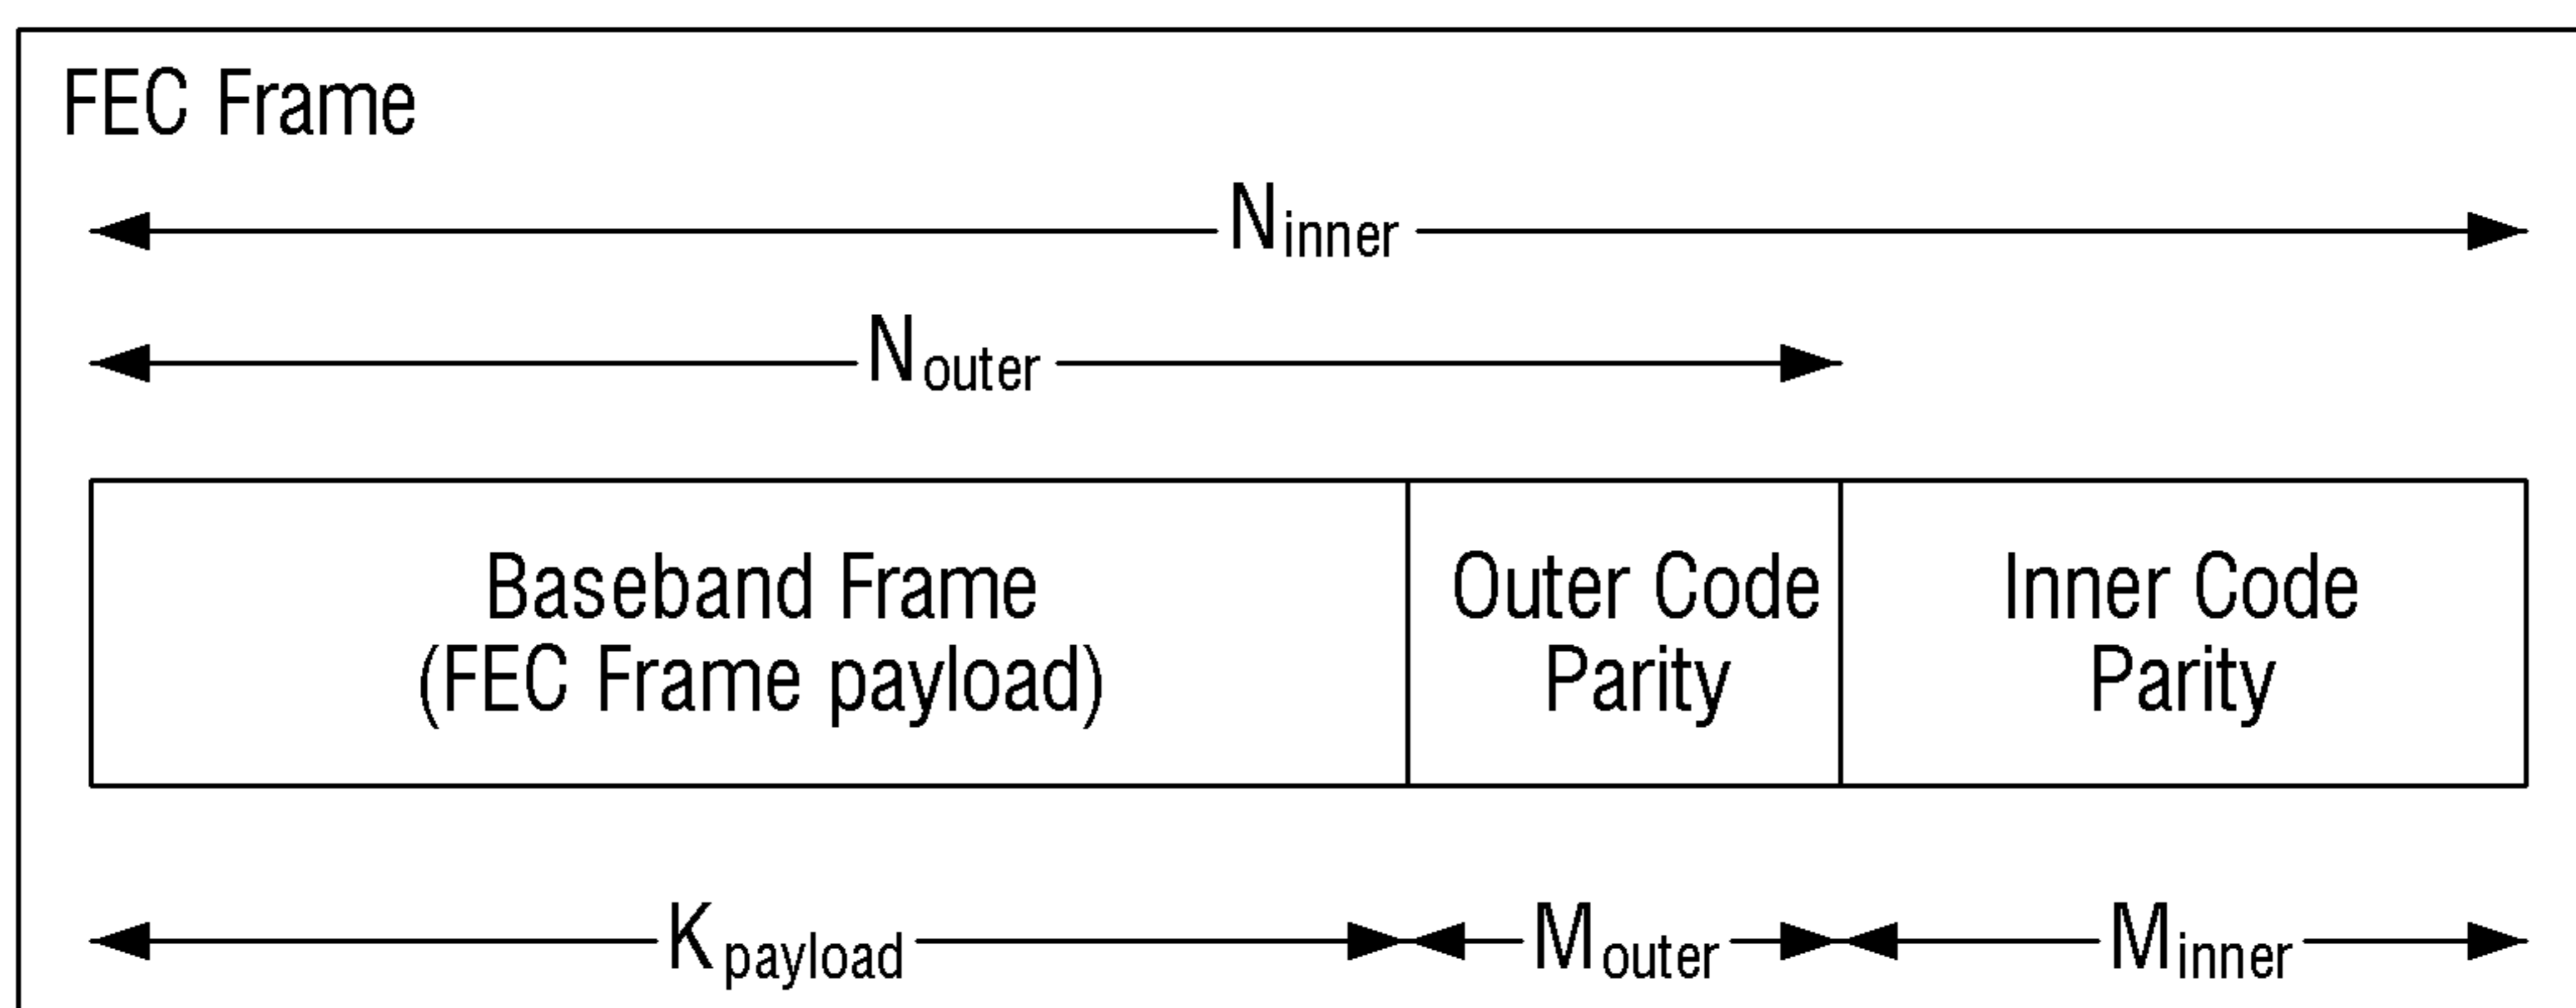 FEC Frame
Ninner
Nouter
Baseband Frame
(FEC Frame payload)
Outer Code
Parity
Inner Code
Parity
Kpayload
Mouter
Minner